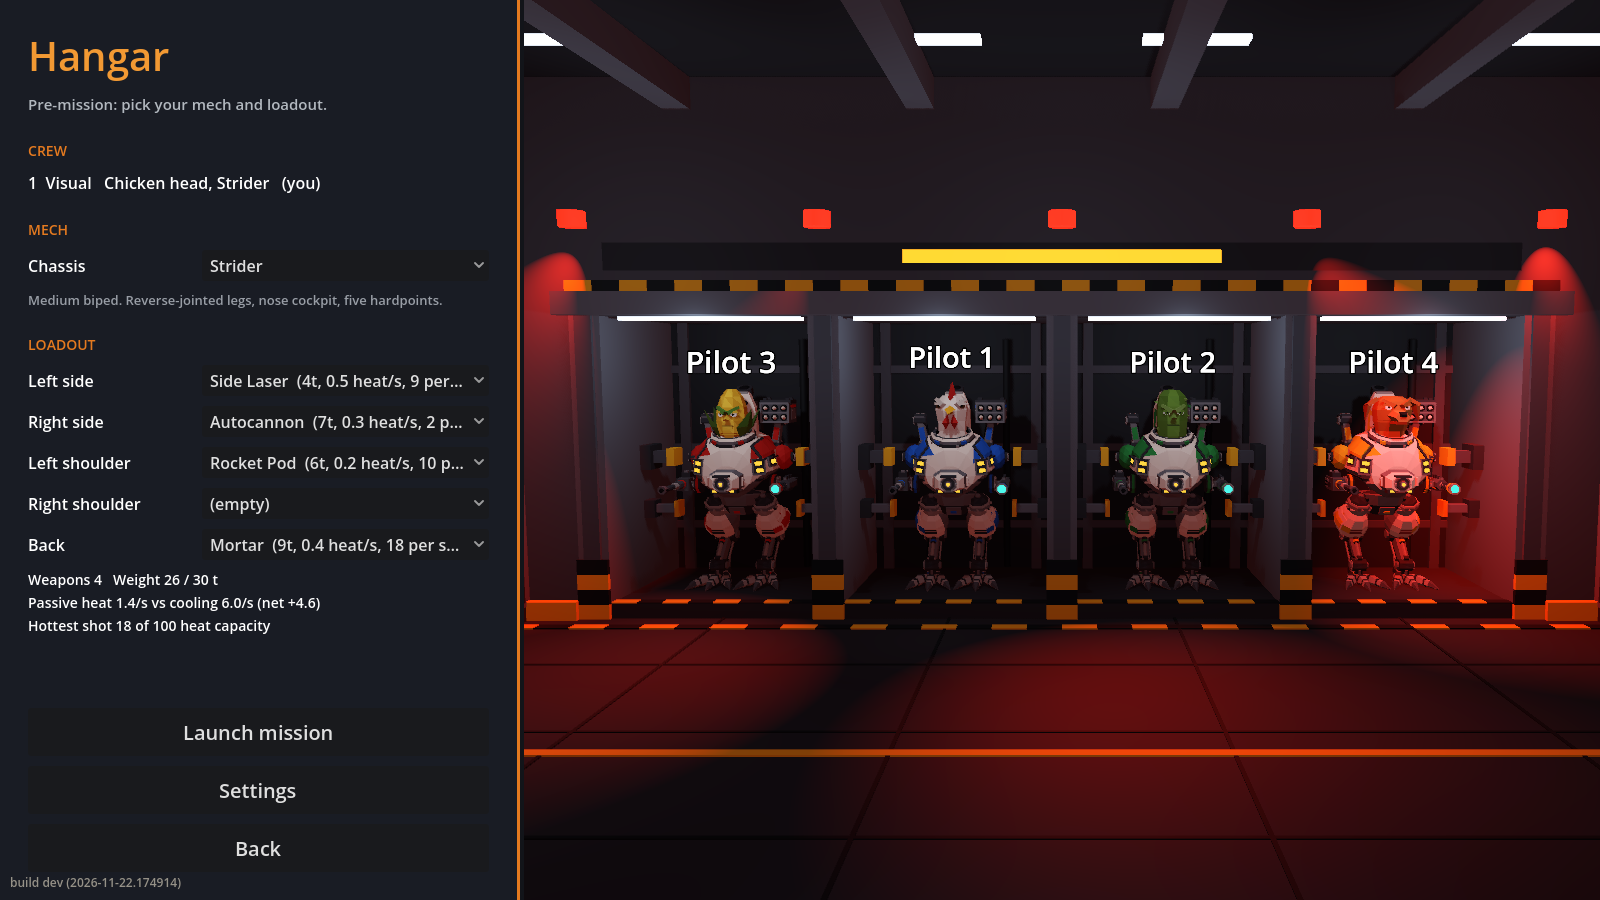 Hangar
Pre-mission: pick your mech and loadout.
CREW
1 Visual Chicken head, Strider (you)
MECH
Chassis Strider
Medium biped. Reverse-jointed legs, nose cockpit, five hardpoints.
LOADOUT
Left side Side Laser (4t, 0.5 heat/s, 9 per...
Right side Autocannon (7t, 0.3 heat/s, 2 p...
Left shoulder Rocket Pod (6t, 0.2 heat/s, 10 p...
Right shoulder (empty)
Back Mortar (9t, 0.4 heat/s, 18 per s...
Weapons 4 Weight 26 / 30 t
Passive heat 1.4/s vs cooling 6.0/s (net +4.6)
Hottest shot 18 of 100 heat capacity
Launch mission
Settings
Back
build dev (2026-11-22.174914)
Pilot 3
Pilot 1
Pilot 2
Pilot 4